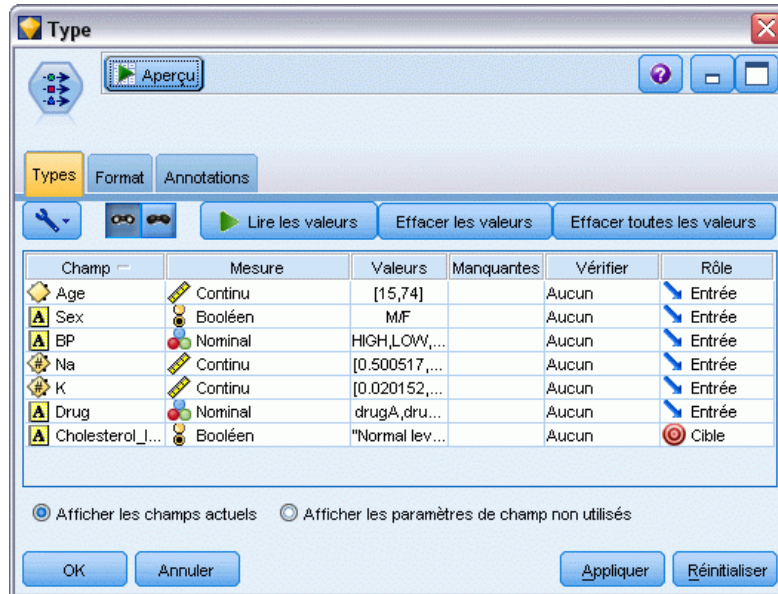 Type
Aperçu
Types Format Annotations
Lire les valeurs Effacer les valeurs Effacer toutes les valeurs
Champ Mesure Valeurs Manquantes Vérifier Rôle
Age Continu [15,74] Aucun Entrée
A Sex Booléen M/F Aucun Entrée
A BP Nominal HIGH,LOW,... Aucun Entrée
# Na Continu [0.500517,... Aucun Entrée
# K Continu [0.020152,... Aucun Entrée
A Drug Nominal drugA,dru... Aucun Entrée
A Cholesterol_l... Booléen "Normal lev... Aucun Cible
Afficher les champs actuels Afficher les paramètres de champ non utilisés
OK Annuler Appliquer Réinitialiser